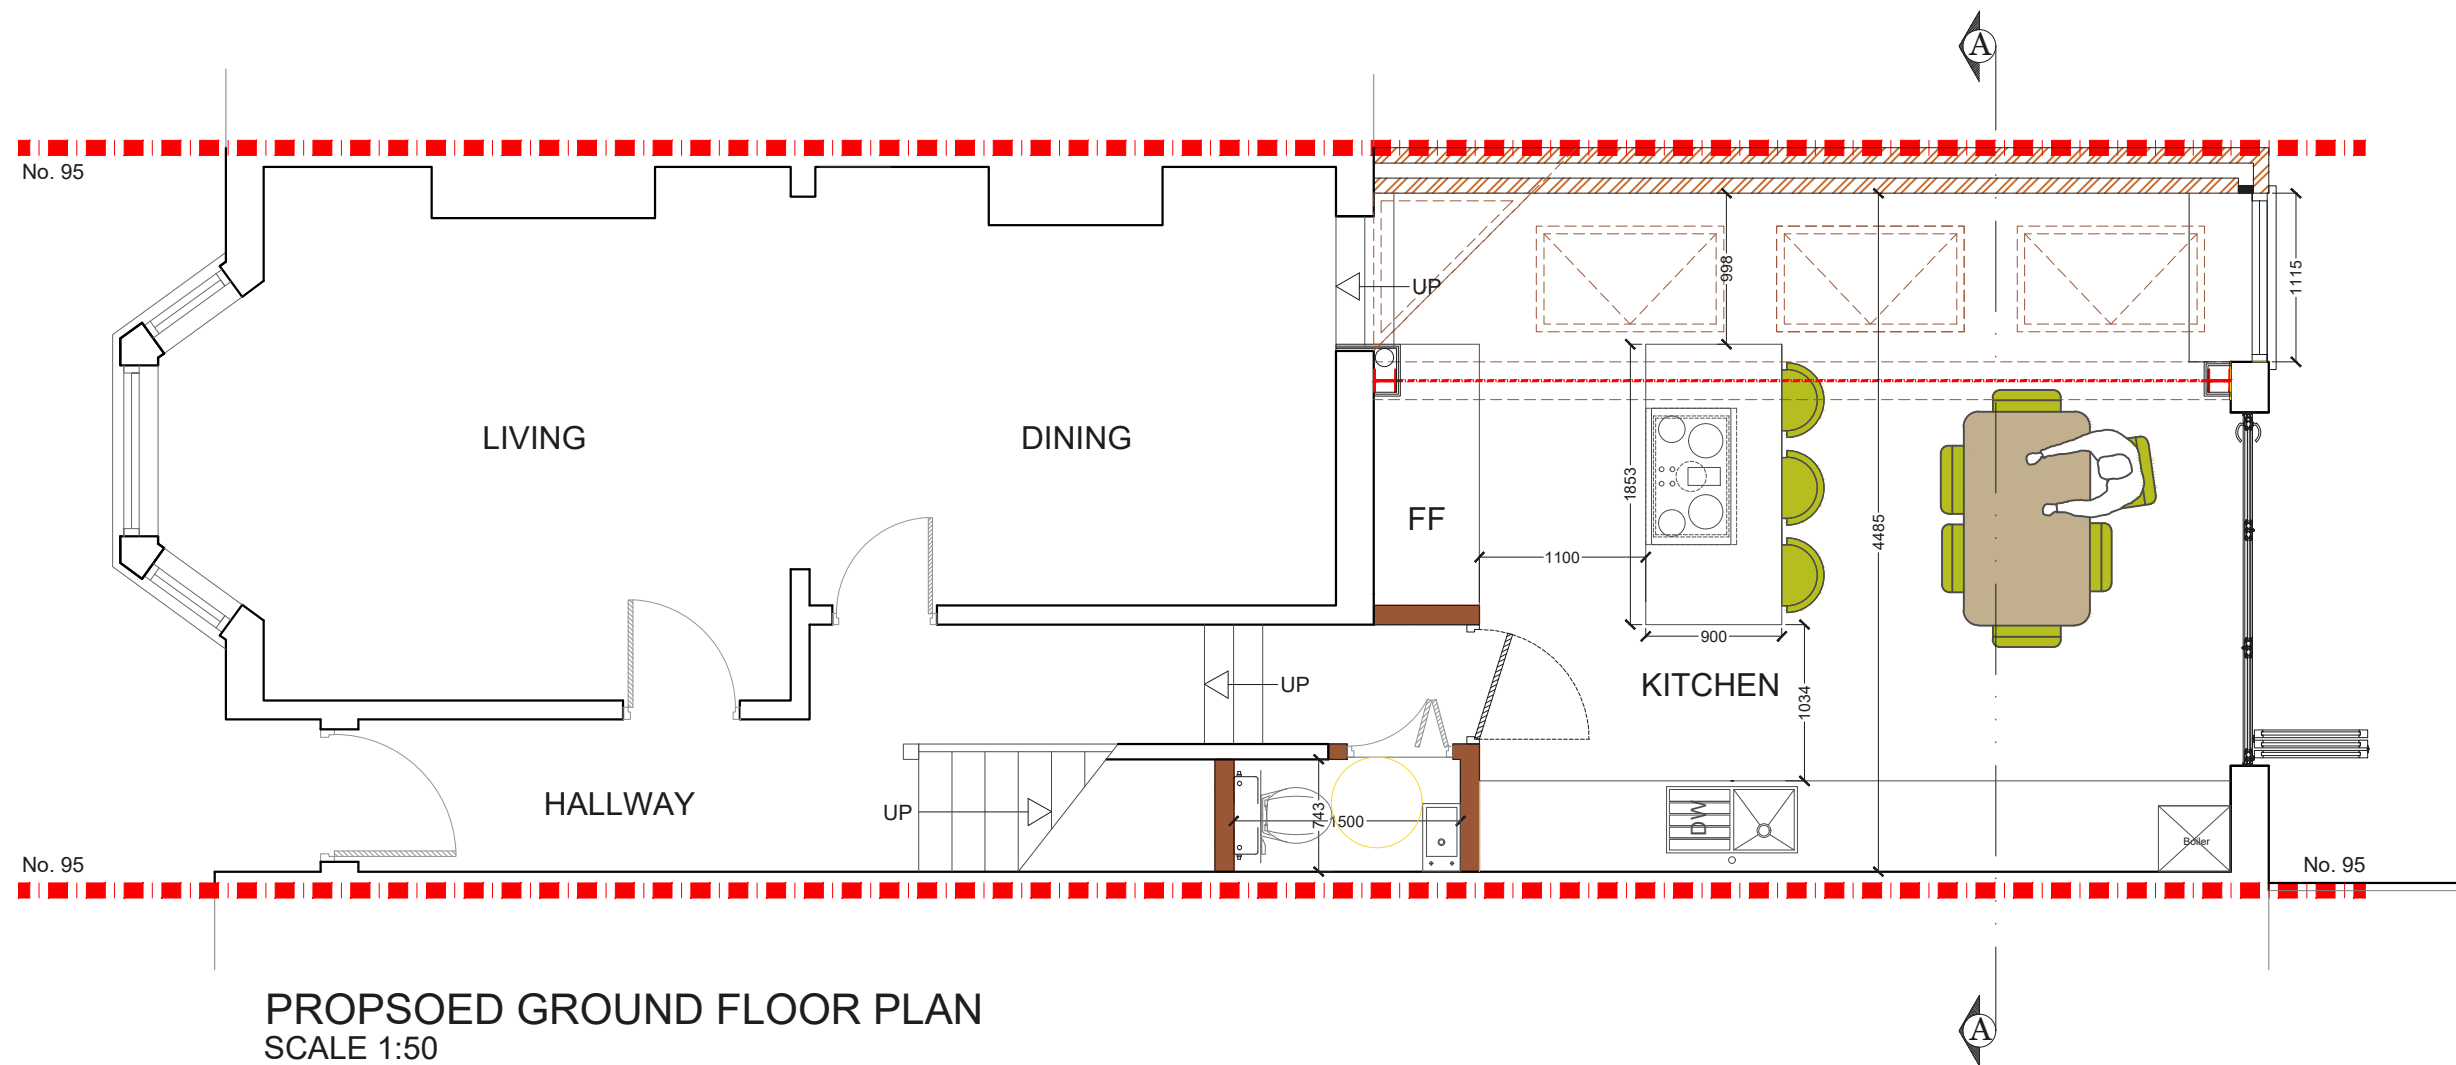 A
No. 95
998
1115
UP
LIVING
DINING
1853
FF
4485
1100
900
KITCHEN
1034
UP
HALLWAY
UP
743
1500
DW
Boiler
No. 95
No. 95
PROPSOED GROUND FLOOR PLAN
SCALE 1:50
A